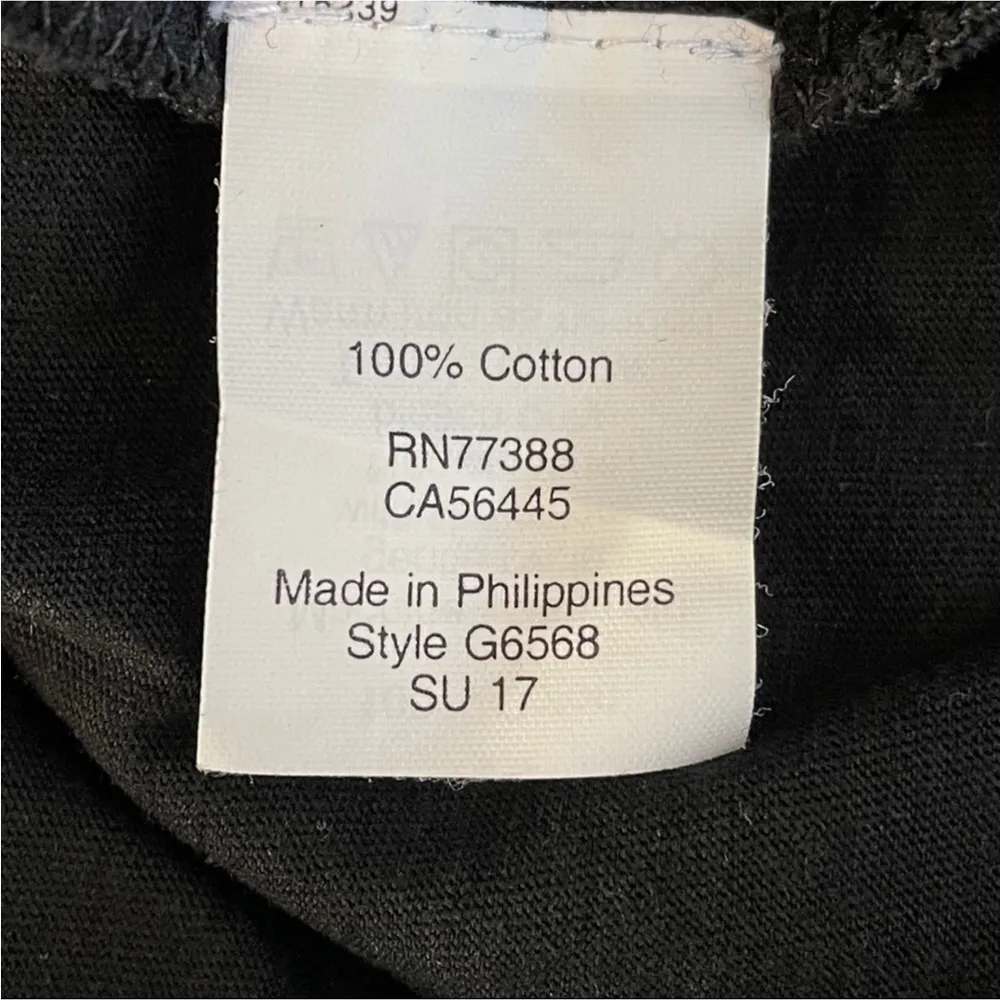 100% Cotton
RN77388
CA56445
Made in Philippines
Style G6568
SU 17